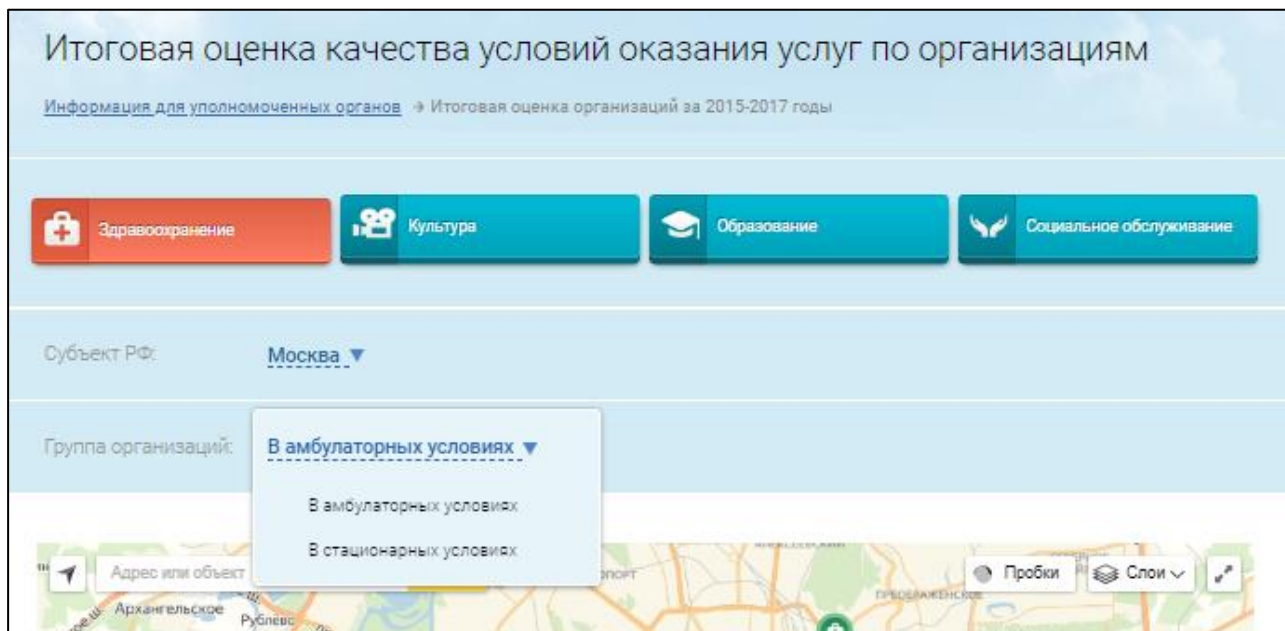 Итоговая оценка качества условий оказания услуг по организациям
Информация для уполномоченных органов → Итоговая оценка организаций за 2015-2017 годы
Здравоохранение
Культура
Образование
Социальное обслуживание
Субъект РФ:
Москва
Группа организаций:
В амбулаторных условиях
В амбулаторных условиях
В стационарных условиях
Адрес или объект
Пробки
Слои
Архангельское
Рублёво
ПРЕОБРАЖЕНСКОЕ